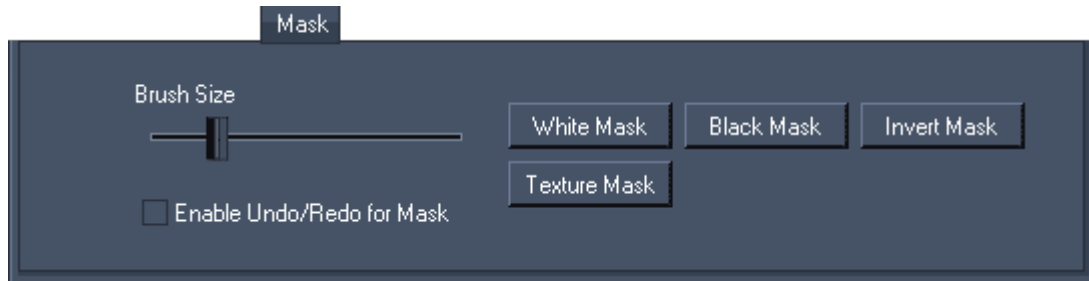 Mask
Brush Size
White Mask
Black Mask
Invert Mask
Texture Mask
Enable Undo/Redo for Mask